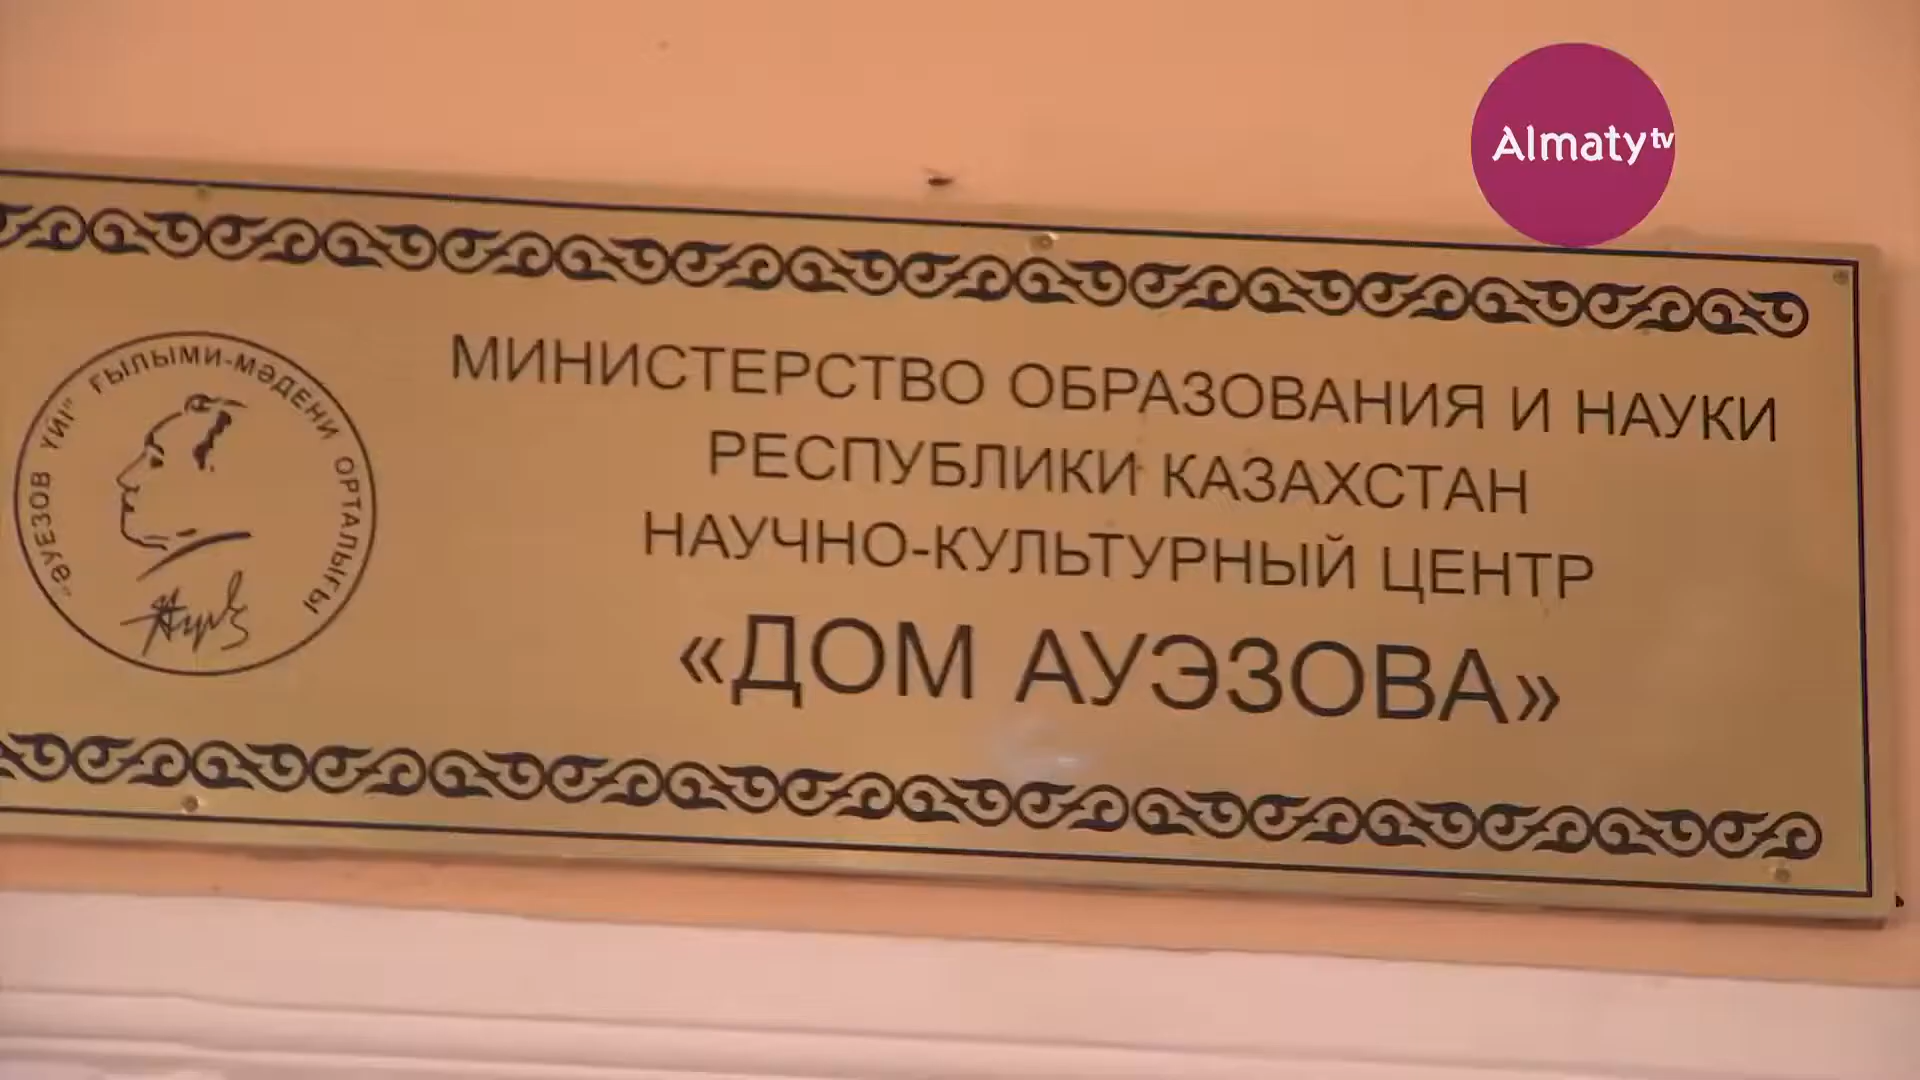 Almaty tv
"ӘУЕЗОВ ҮЙІ" ҒЫЛЫМИ-МӘДЕНИ ОРТАЛЫҒЫ
МИНИСТЕРСТВО ОБРАЗОВАНИЯ И НАУКИ
РЕСПУБЛИКИ КАЗАХСТАН
НАУЧНО-КУЛЬТУРНЫЙ ЦЕНТР
«ДОМ АУЭЗОВА»